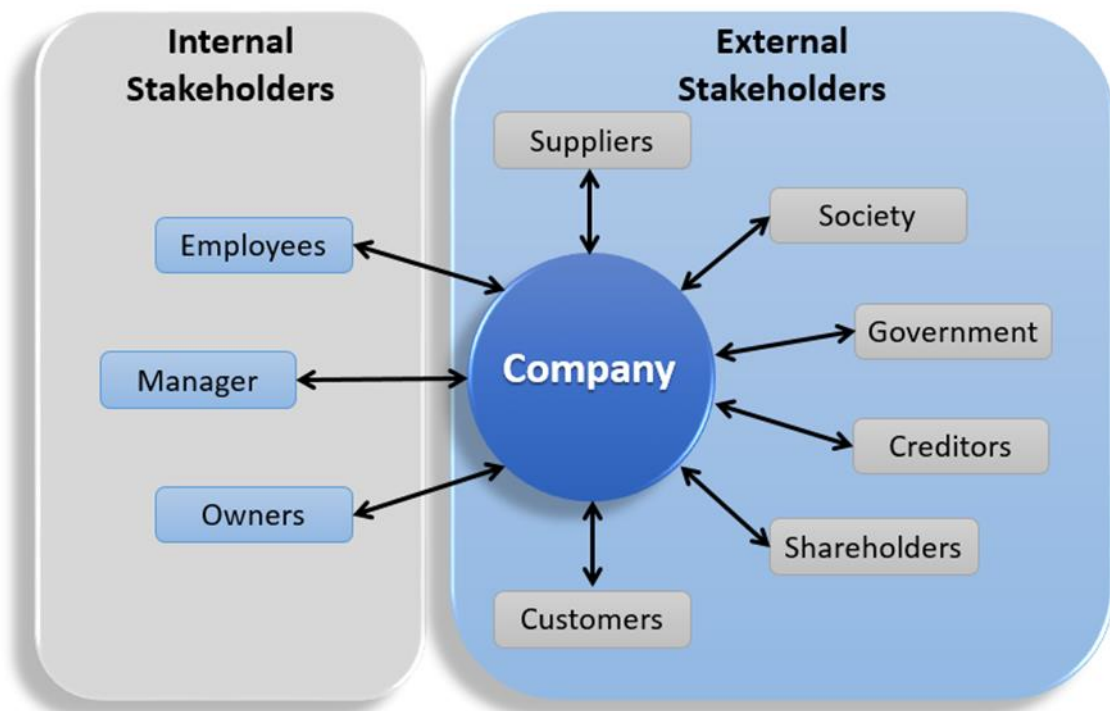 Internal
Stakeholders
Employees
Manager
Owners
External
Stakeholders
Suppliers
Society
Government
Company
Creditors
Shareholders
Customers